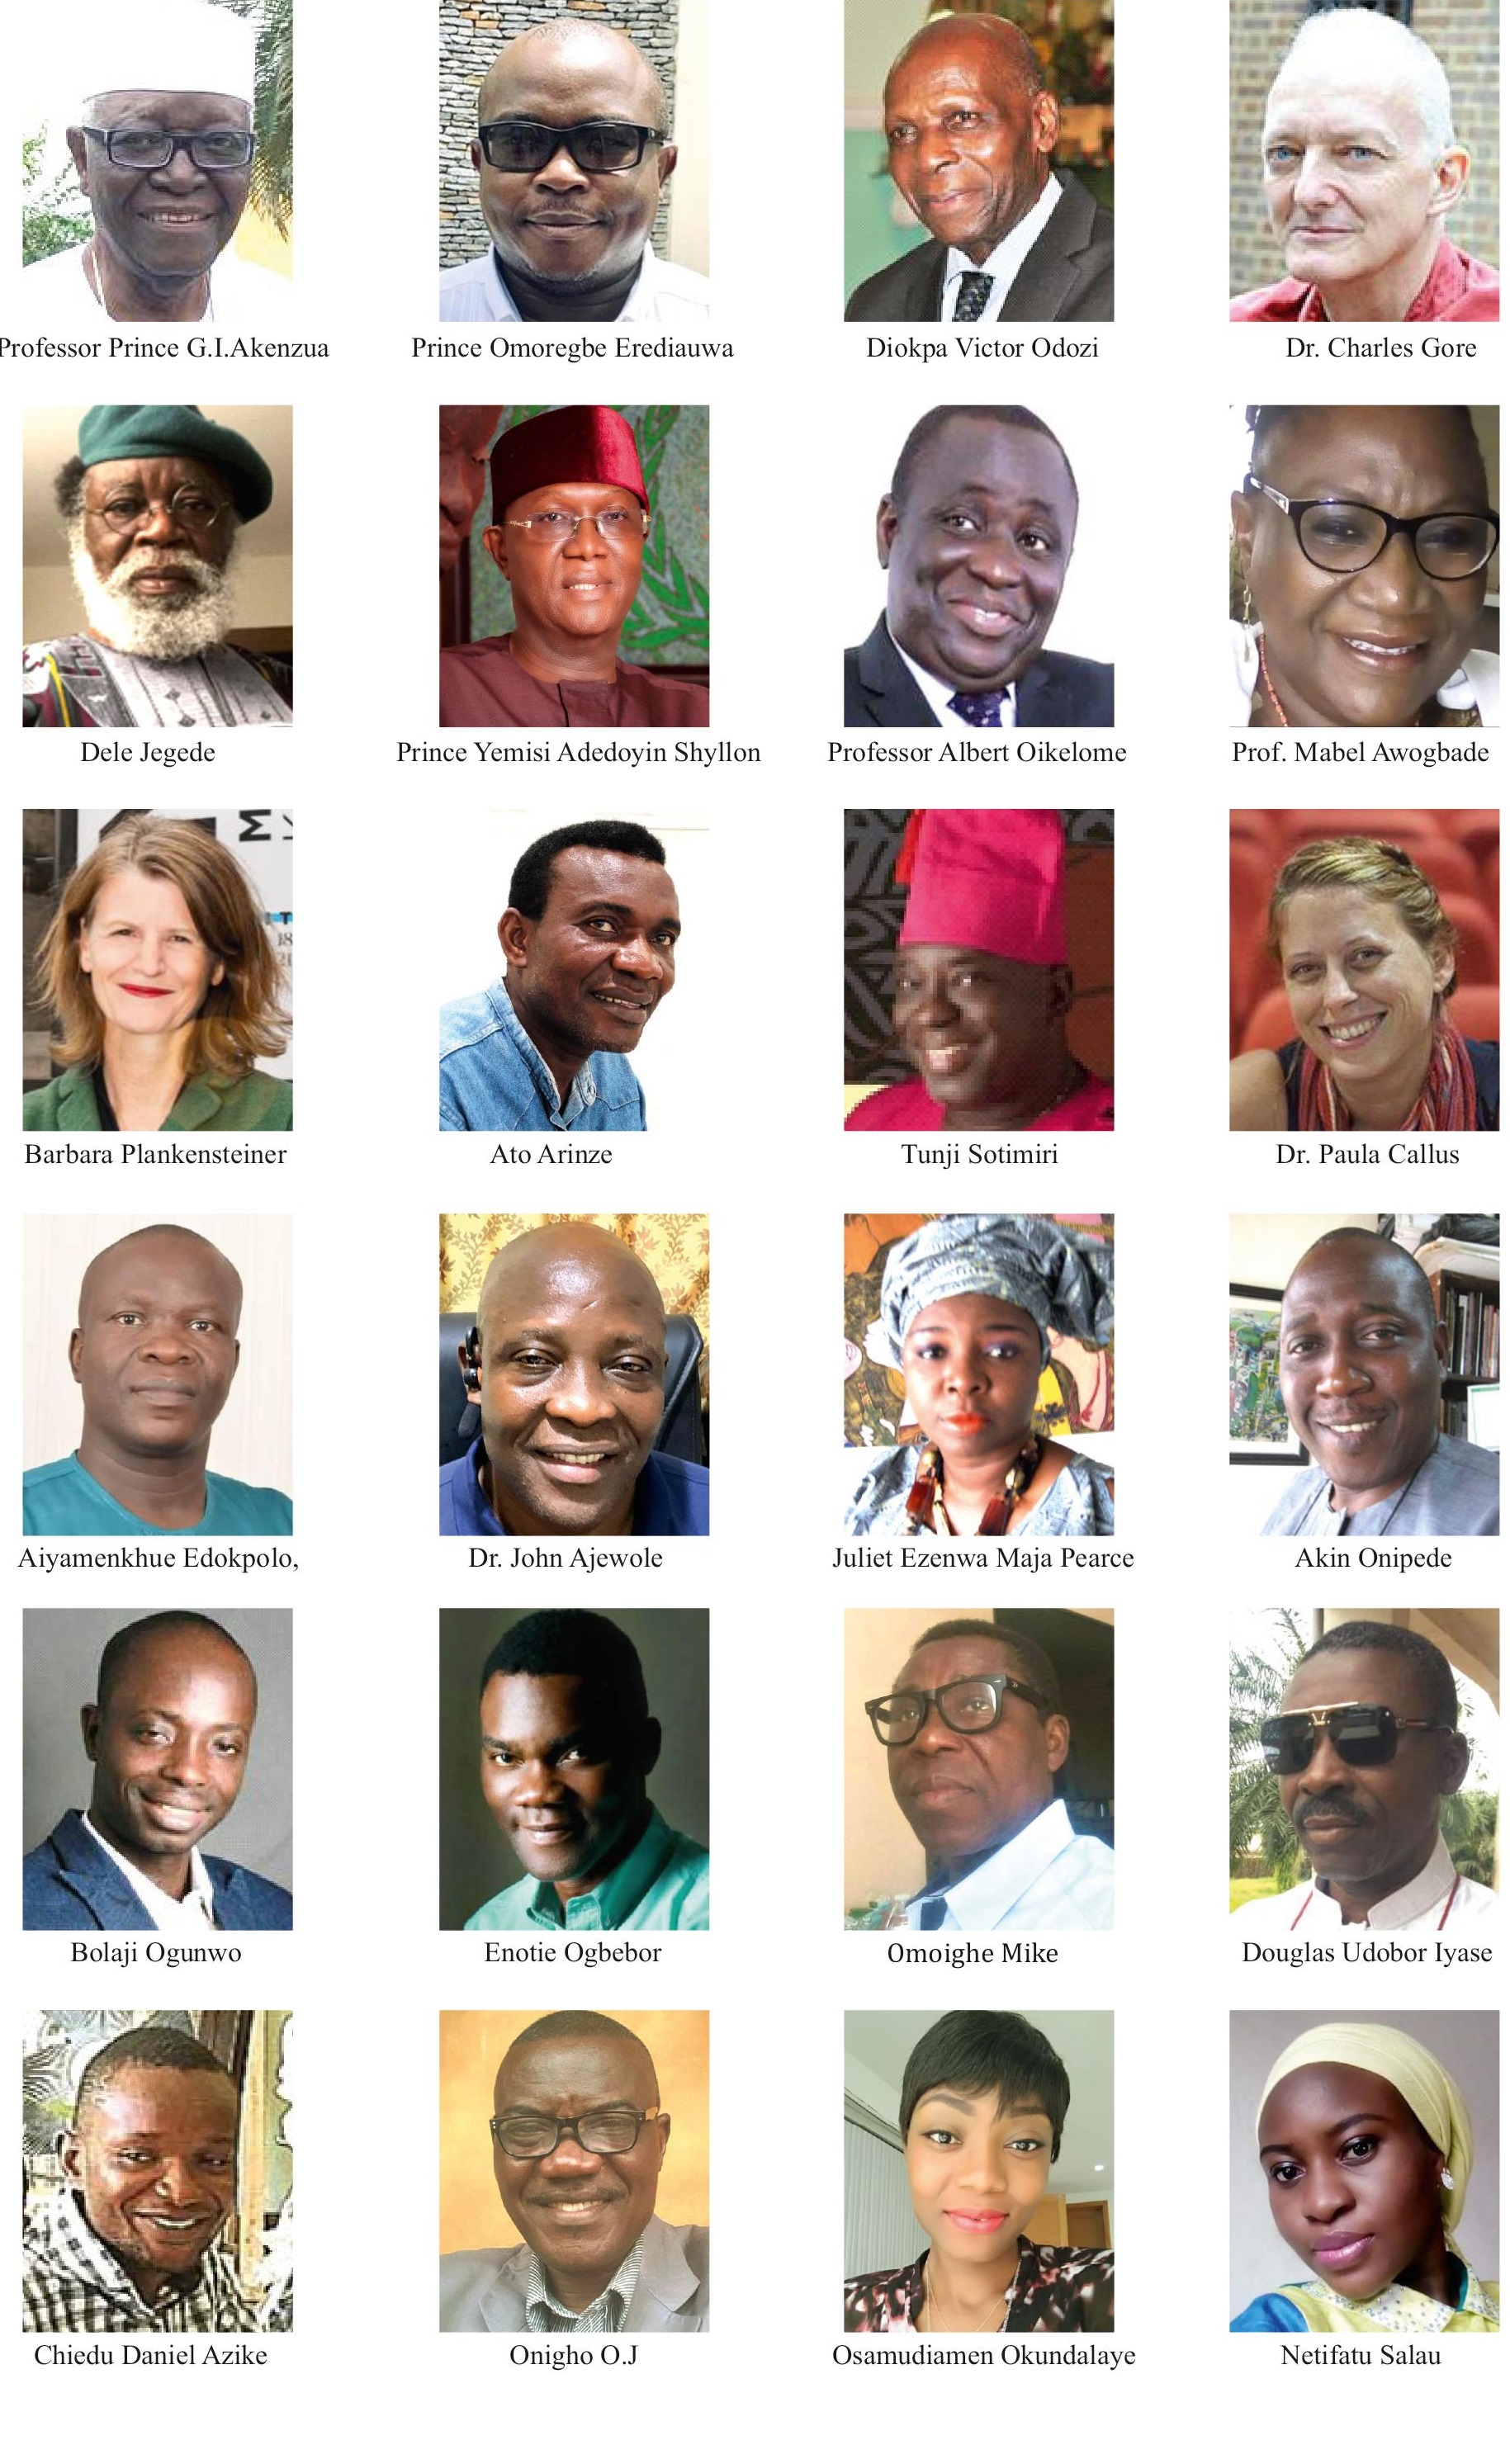 Professor Prince G.I.Akenzua
Prince Omoregbe Erediauwa
Diokpa Victor Odozi
Dr. Charles Gore
Dele Jegede
Prince Yemisi Adedoyin Shyllon
Professor Albert Oikelome
Prof. Mabel Awogbade
Barbara Plankensteiner
Ato Arinze
Tunji Sotimiri
Dr. Paula Callus
Aiyamenkhue Edokpolo,
Dr. John Ajewole
Juliet Ezenwa Maja Pearce
Akin Onipede
Bolaji Ogunwo
Enotie Ogbebor
Omoighe Mike
Douglas Udobor Iyase
Chiedu Daniel Azike
Onigho O.J
Osamudiamen Okundalaye
Netifatu Salau